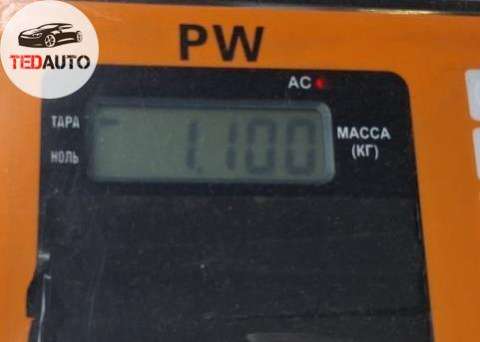 TEDAUTO
PW
AC
ТАРА
НОЛЬ
1.100
МАССА
(КГ)